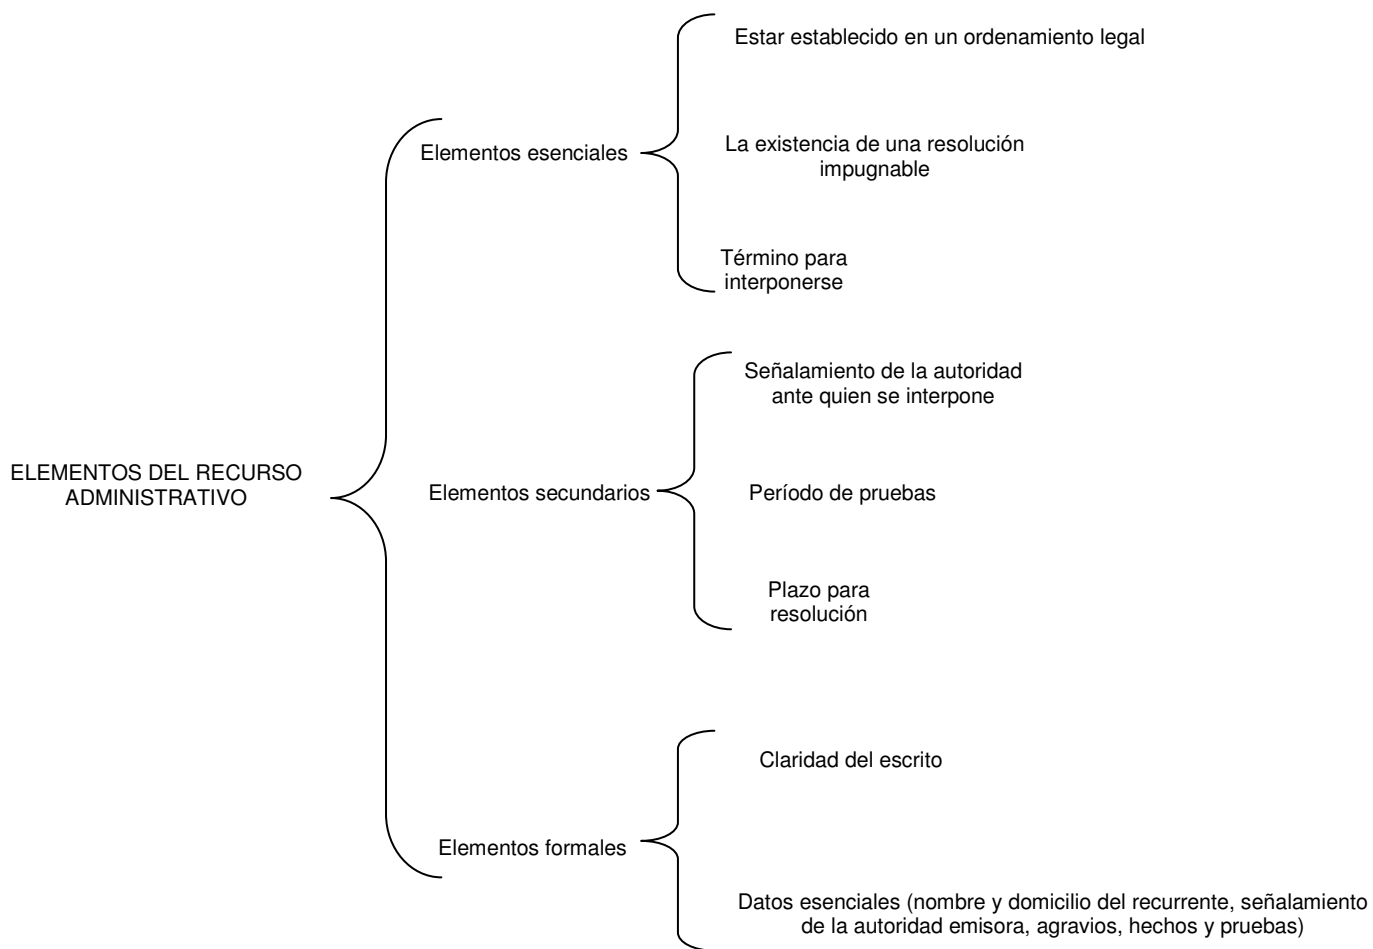 ELEMENTOS DEL RECURSO
ADMINISTRATIVO
Elementos esenciales
Estar establecido en un ordenamiento legal
La existencia de una resolución
impugnable
Término para
interponerse
Elementos secundarios
Señalamiento de la autoridad
ante quien se interpone
Período de pruebas
Plazo para
resolución
Elementos formales
Claridad del escrito
Datos esenciales (nombre y domicilio del recurrente, señalamiento
de la autoridad emisora, agravios, hechos y pruebas)